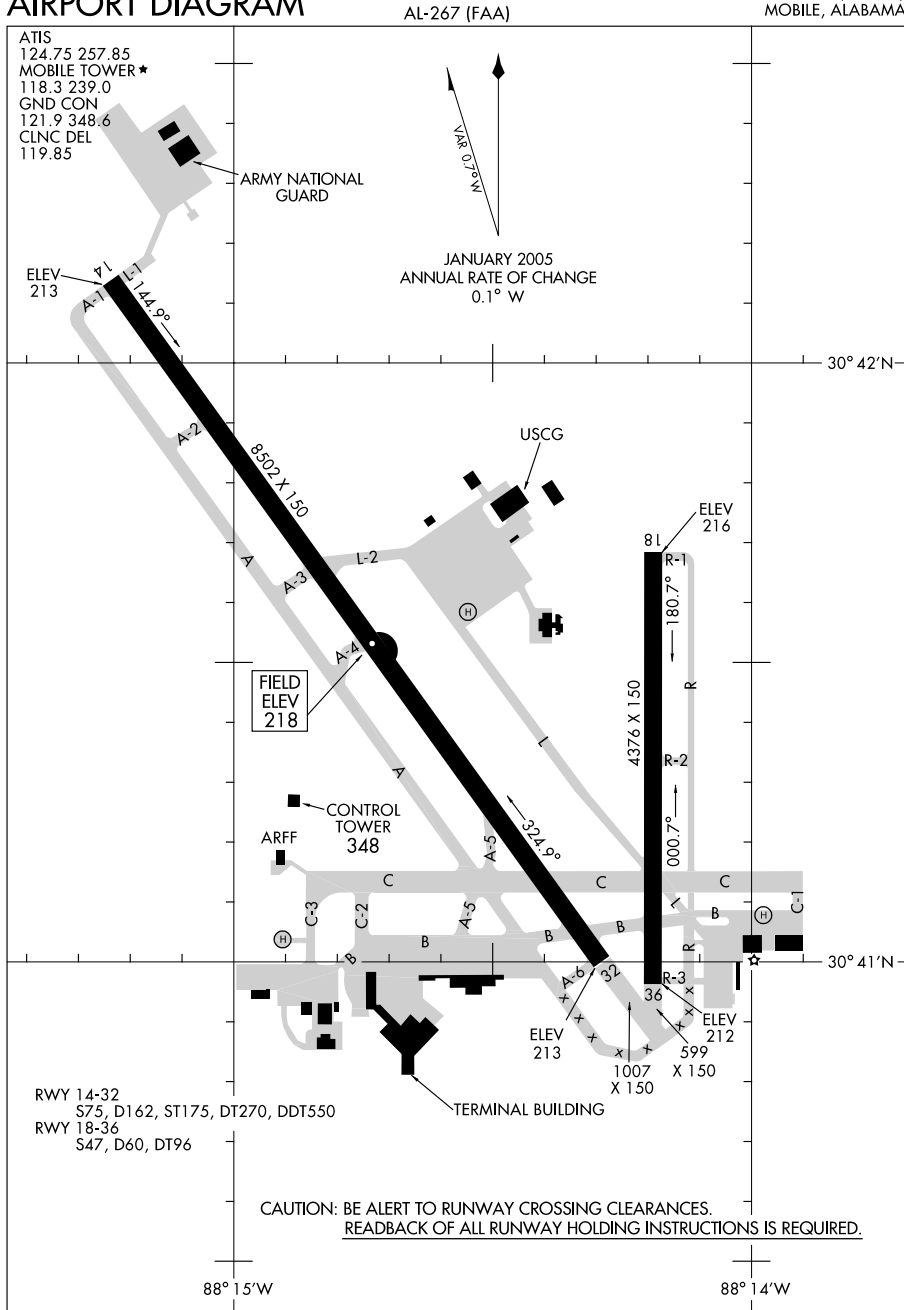 AIRPORT DIAGRAM
AL-267 (FAA)
MOBILE, ALABAMA
ATIS
124.75 257.85
MOBILE TOWER★
118.3 239.0
GND CON
121.9 348.6
CLNC DEL
119.85
ARMY NATIONAL
GUARD
VAR 0.7° W
JANUARY 2005
ANNUAL RATE OF CHANGE
0.1° W
ELEV
213
14
L-1
A-1
144.9°
30° 42'N
A-2
8502 X 150
USCG
ELEV
216
18
R-1
L-2
A
A-3
H
180.7°
A-4
FIELD
ELEV
218
4376 X 150
R
L
R-2
A
CONTROL
TOWER
348
000.7°
324.9°
ARFF
A-5
C
C
C
C-3
C-2
A-5
L
B
H
C-1
B
B
B
H
B
R
30° 41'N
A-6
32
R-3
36
x
x
x
x
x
x
x
x
ELEV
213
ELEV
212
1007
X 150
599
X 150
TERMINAL BUILDING
RWY 14-32
S75, D162, ST175, DT270, DDT550
RWY 18-36
S47, D60, DT96
CAUTION: BE ALERT TO RUNWAY CROSSING CLEARANCES.
READBACK OF ALL RUNWAY HOLDING INSTRUCTIONS IS REQUIRED.
88° 15'W
88° 14'W